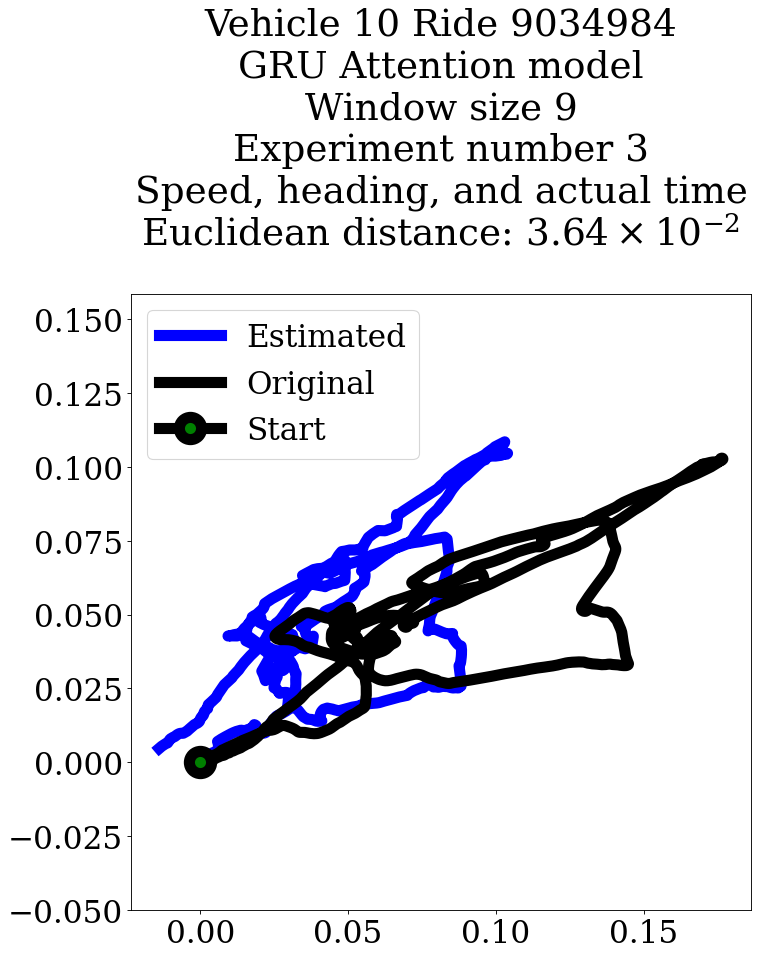 Vehicle 10 Ride 9034984
GRU Attention model
Window size 9
Experiment number 3
Speed, heading, and actual time
Euclidean distance: 3.64 × 10⁻²
Estimated
Original
Start
0.150
0.125
0.100
0.075
0.050
0.025
0.000
−0.025
−0.050
0.00 0.05 0.10 0.15